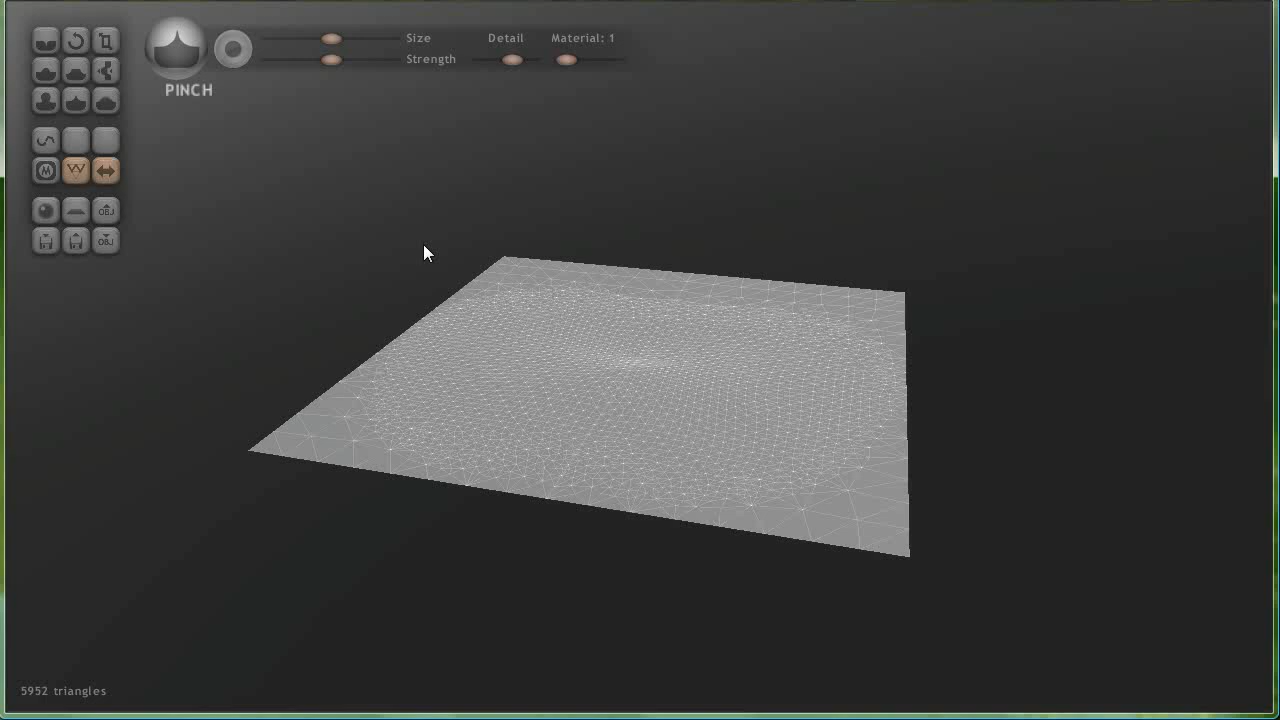 Size
Detail
Material: 1
Strength
PINCH
M
OBJ
OBJ
5952 triangles